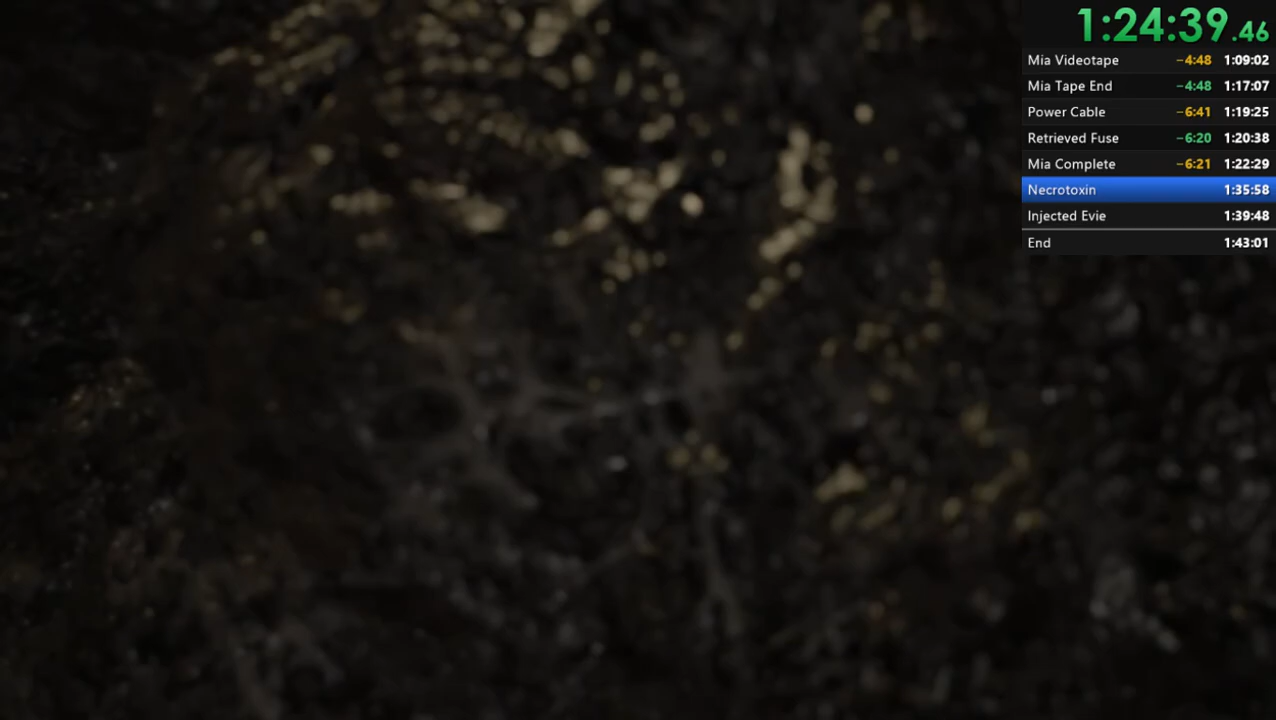 1:24:39.46
Mia Videotape -4:48 1:09:02
Mia Tape End -4:48 1:17:07
Power Cable -6:41 1:19:25
Retrieved Fuse -6:20 1:20:38
Mia Complete -6:21 1:22:29
Necrotoxin 1:35:58
Injected Evie 1:39:48
End 1:43:01